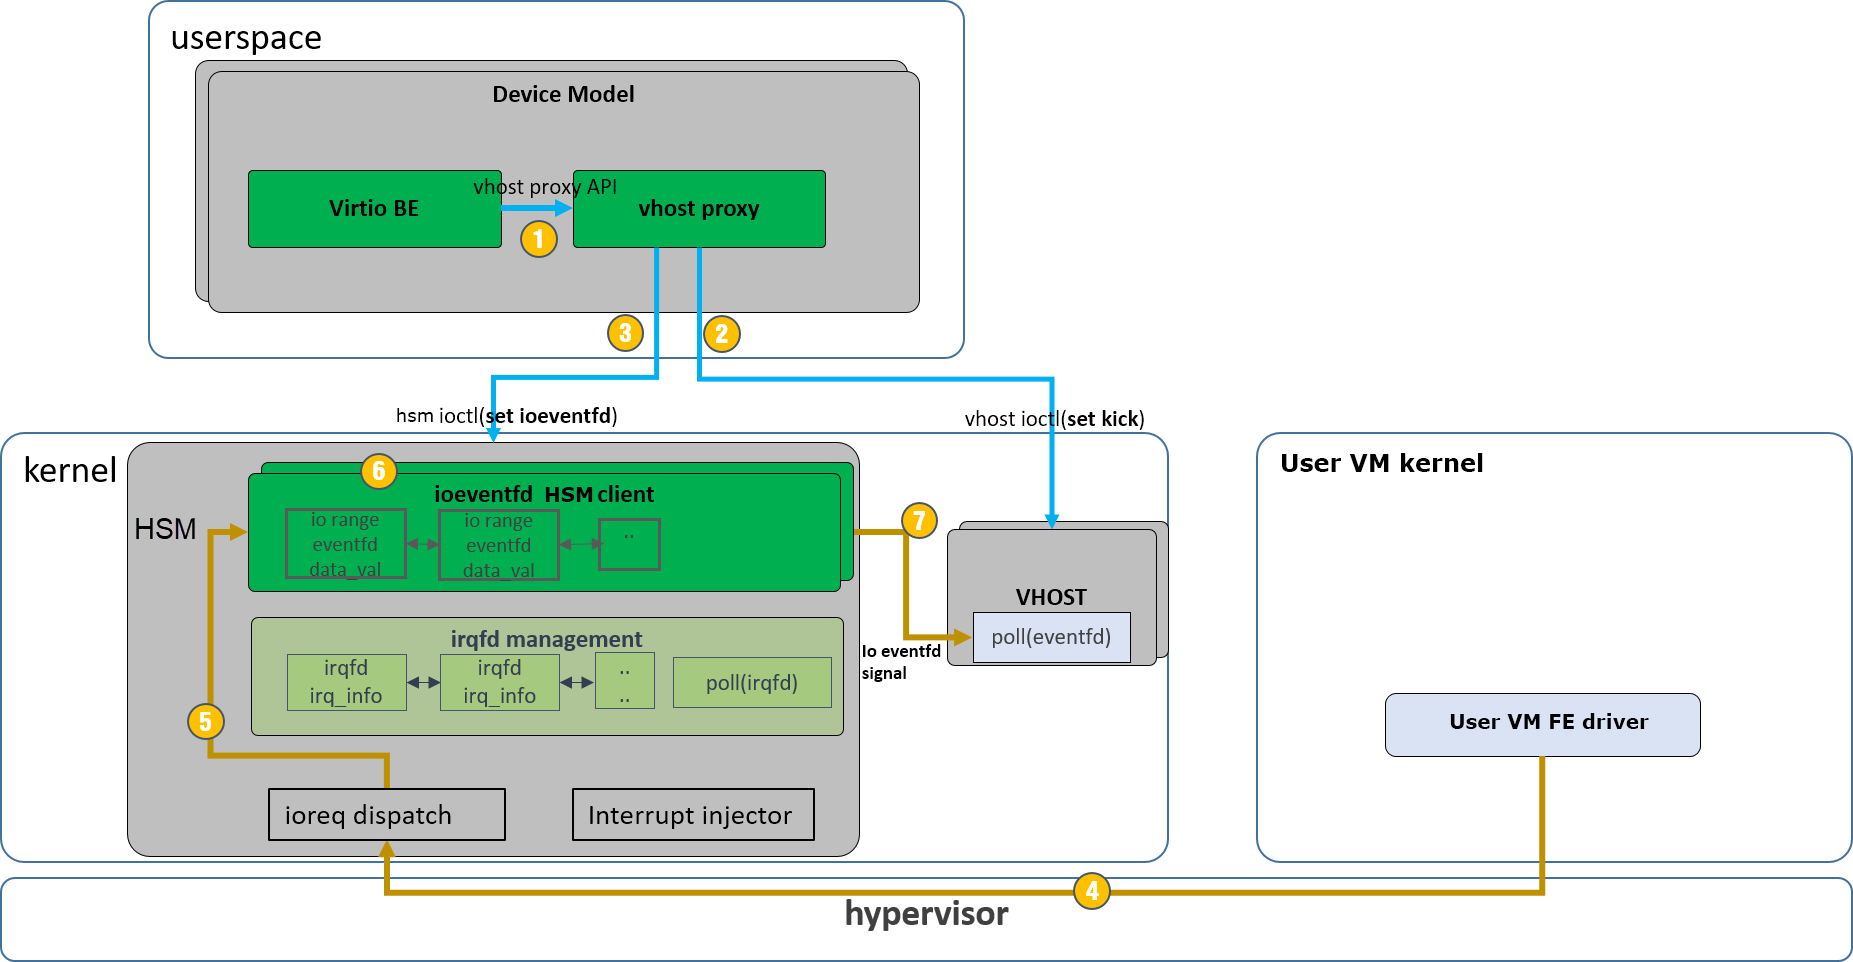 userspace
Device Model
vhost proxy API
Virtio BE
vhost proxy
1
3
2
hsm ioctl(set ioeventfd)
vhost ioctl(set kick)
kernel
HSM
6
ioeventfd HSM client
io range
eventfd
data_val
io range
eventfd
data_val
..
7
VHOST
poll(eventfd)
Io eventfd
signal
irqfd management
irqfd
irq_info
irqfd
irq_info
..
..
poll(irqfd)
5
ioreq dispatch
Interrupt injector
User VM kernel
User VM FE driver
4
hypervisor